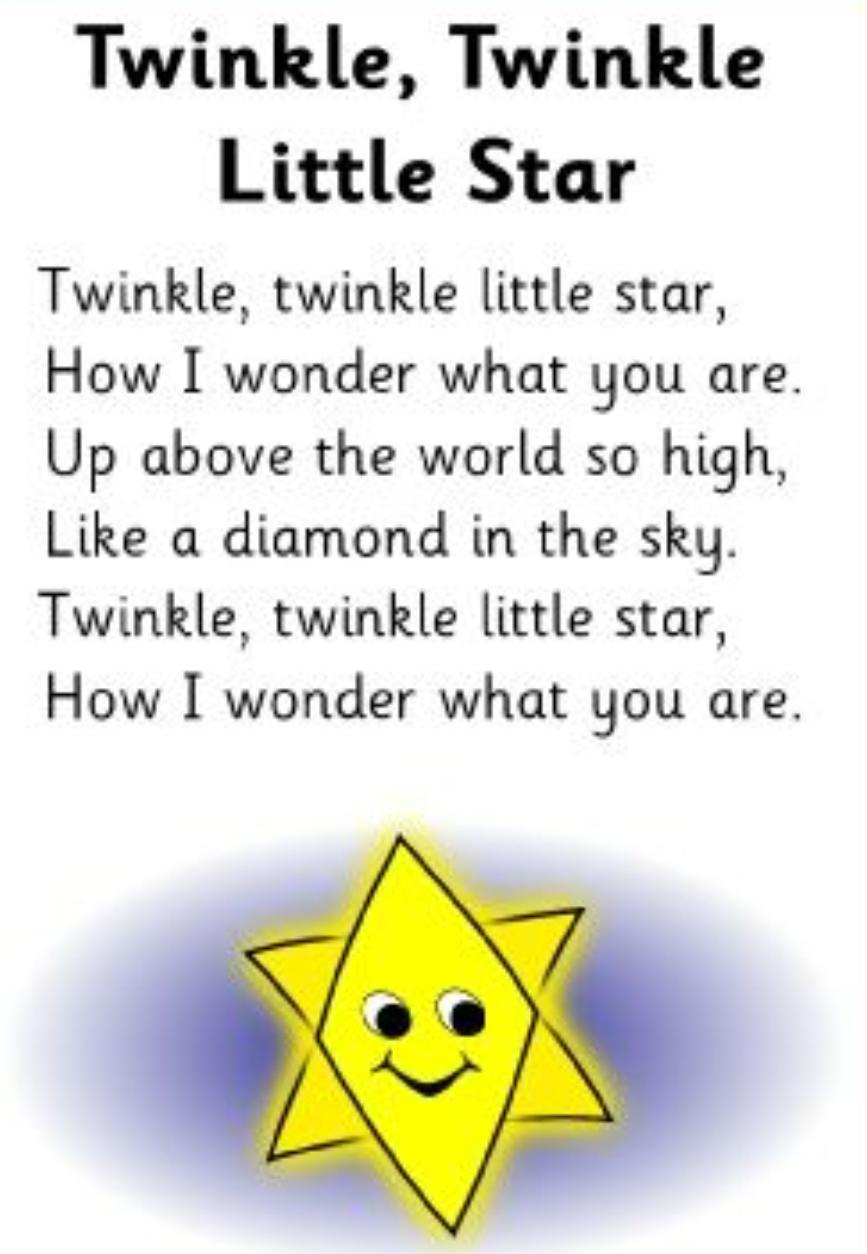 Twinkle, Twinkle
Little Star
Twinkle, twinkle little star,
How I wonder what you are.
Up above the world so high,
Like a diamond in the sky.
Twinkle, twinkle little star,
How I wonder what you are.